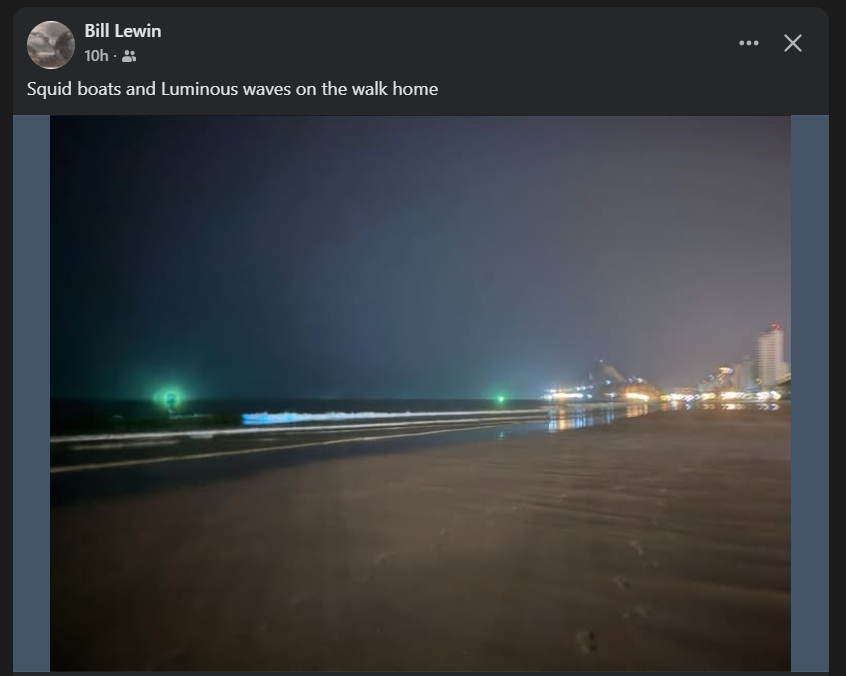 Bill Lewin
10h ·
Squid boats and Luminous waves on the walk home